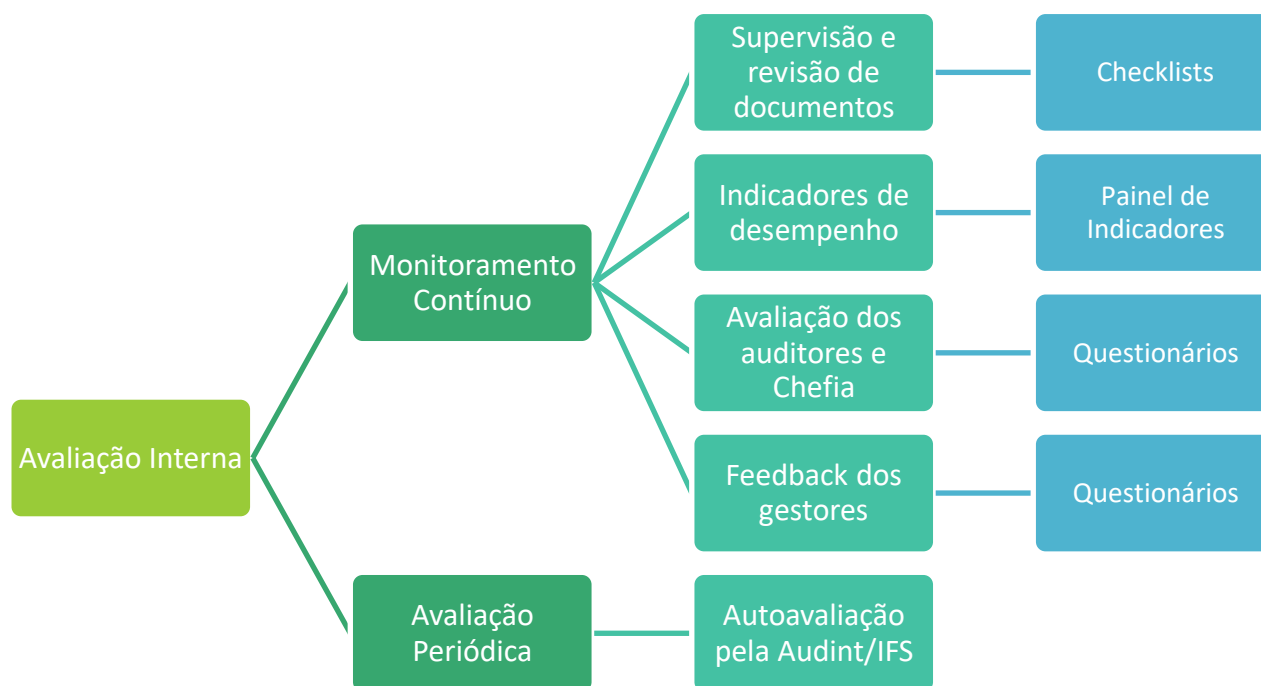 Avaliação Interna
Monitoramento
Contínuo
Supervisão e
revisão de
documentos
Checklists
Indicadores de
desempenho
Painel de
Indicadores
Avaliação dos
auditores e
Chefia
Questionários
Feedback dos
gestores
Questionários
Avaliação
Periódica
Autoavaliação
pela Audint/IFS